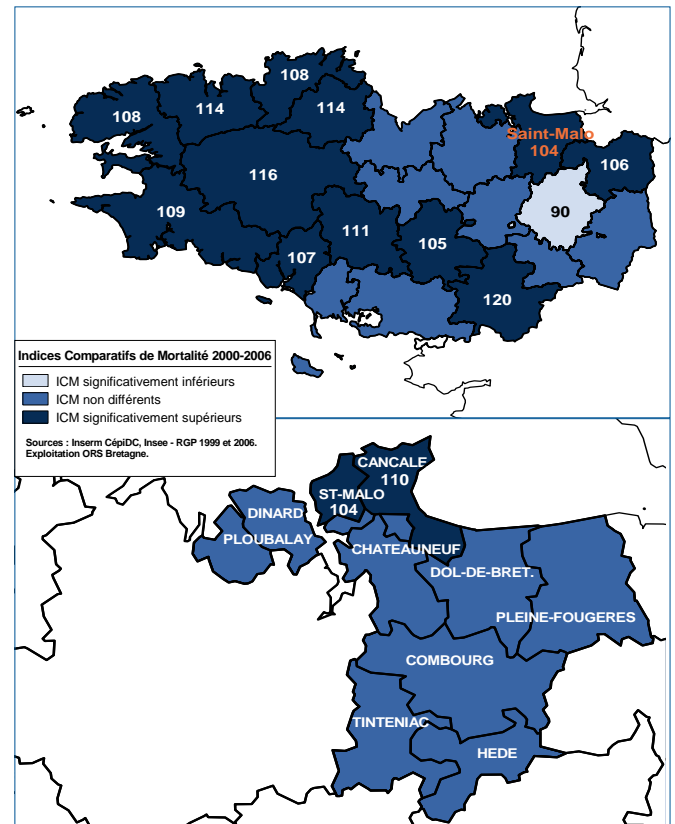 108
108
114
114
Saint-Malo
104
106
116
90
109
111
105
107
120
Indices Comparatifs de Mortalité 2000-2006
ICM significativement inférieurs
ICM non différents
ICM significativement supérieurs
Sources : Inserm CépiDC, Insee - RGP 1999 et 2006.
Exploitation ORS Bretagne.
CANCALE
110
ST-MALO
104
DINARD
PLOUBALAY
CHATEAUNEUF
DOL-DE-BRET.
PLEINE-FOUGERES
COMBOURG
TINTENIAC
HEDE